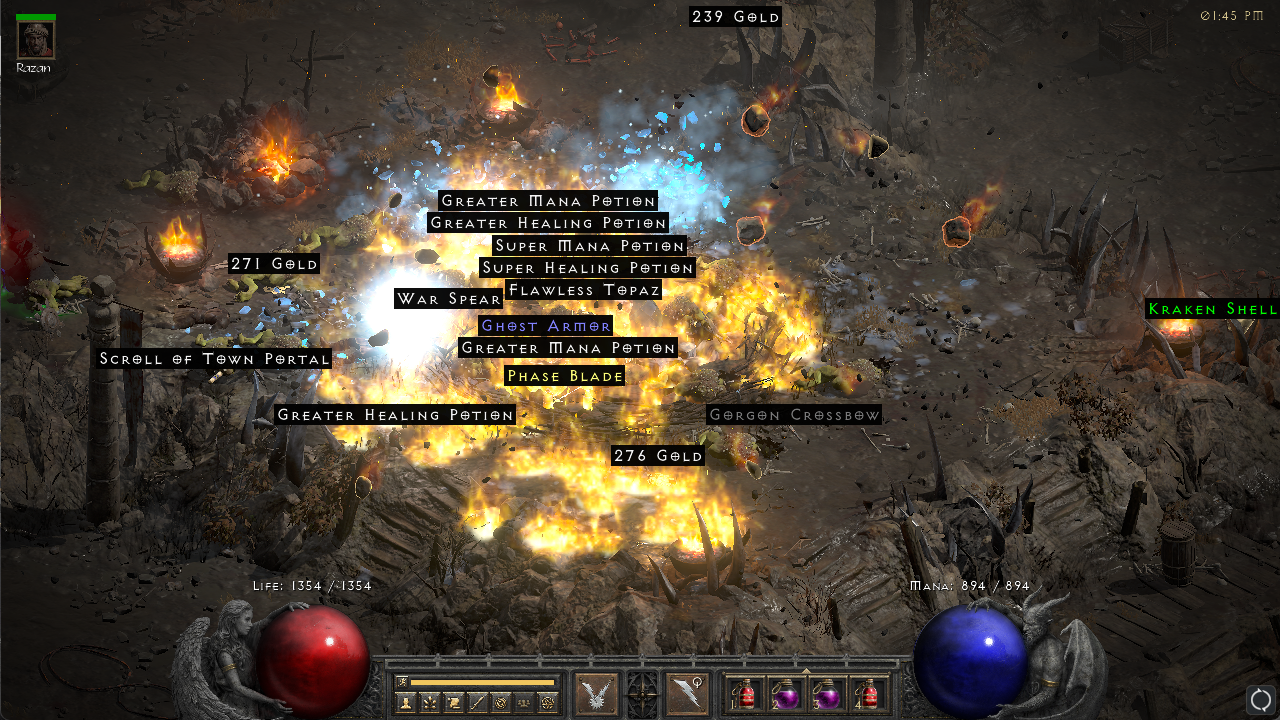 239 Gold
01:45 PM
Razan
Greater Mana Potion
Greater Healing Potion
Super Mana Potion
271 Gold
Super Healing Potion
Flawless Topaz
War Spear
Kraken Shell
Ghost Armor
Greater Mana Potion
Scroll of Town Portal
Phase Blade
Greater Healing Potion
Gorgon Crossbow
276 Gold
Life: 1354 / 1354
Mana: 894 / 894
1
2
3
4